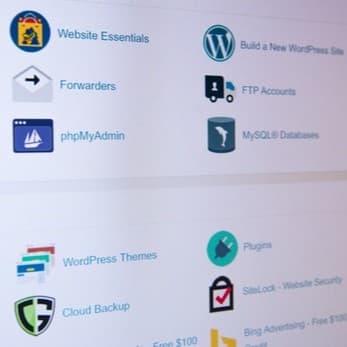 Website Essentials
Build a New WordPress Site
Forwarders
FTP Accounts
phpMyAdmin
MySQL® Databases
WordPress Themes
Plugins
Cloud Backup
SiteLock - Website Security
- Free $100
Bing Advertising - Free $100
Credit